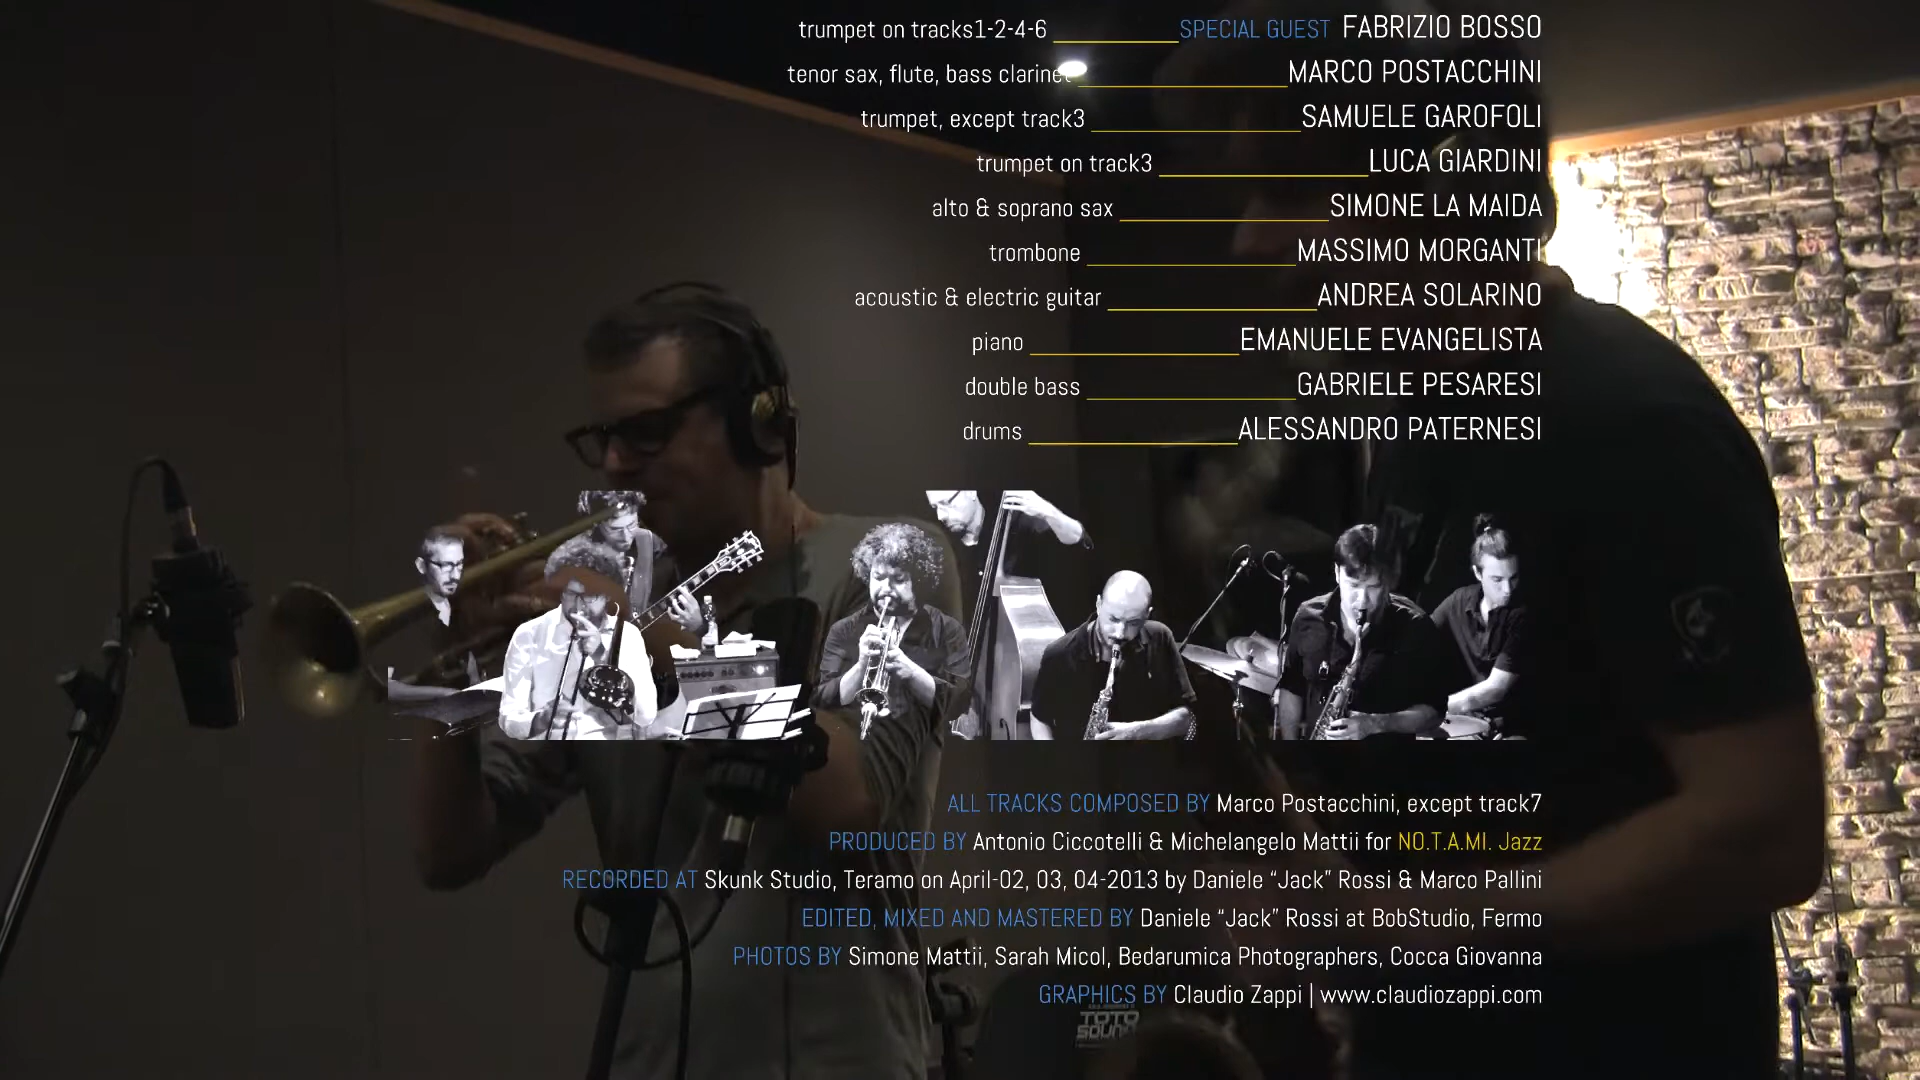 trumpet on tracks1-2-4-6 SPECIAL GUEST FABRIZIO BOSSO
tenor sax, flute, bass clarinet MARCO POSTACCHINI
trumpet, except track3 SAMUELE GAROFOLI
trumpet on track3 LUCA GIARDINI
alto & soprano sax SIMONE LA MAIDA
trombone MASSIMO MORGANTI
acoustic & electric guitar ANDREA SOLARINO
piano EMANUELE EVANGELISTA
double bass GABRIELE PESARESI
drums ALESSANDRO PATERNESI
ALL TRACKS COMPOSED BY Marco Postacchini, except track7
PRODUCED BY Antonio Ciccotelli & Michelangelo Mattii for NO.T.A.MI. Jazz
RECORDED AT Skunk Studio, Teramo on April-02, 03, 04-2013 by Daniele “Jack” Rossi & Marco Pallini
EDITED, MIXED AND MASTERED BY Daniele “Jack” Rossi at BobStudio, Fermo
PHOTOS BY Simone Mattii, Sarah Micol, Bedarumica Photographers, Cocca Giovanna
GRAPHICS BY Claudio Zappi | www.claudiozappi.com
TOTO
SOUND